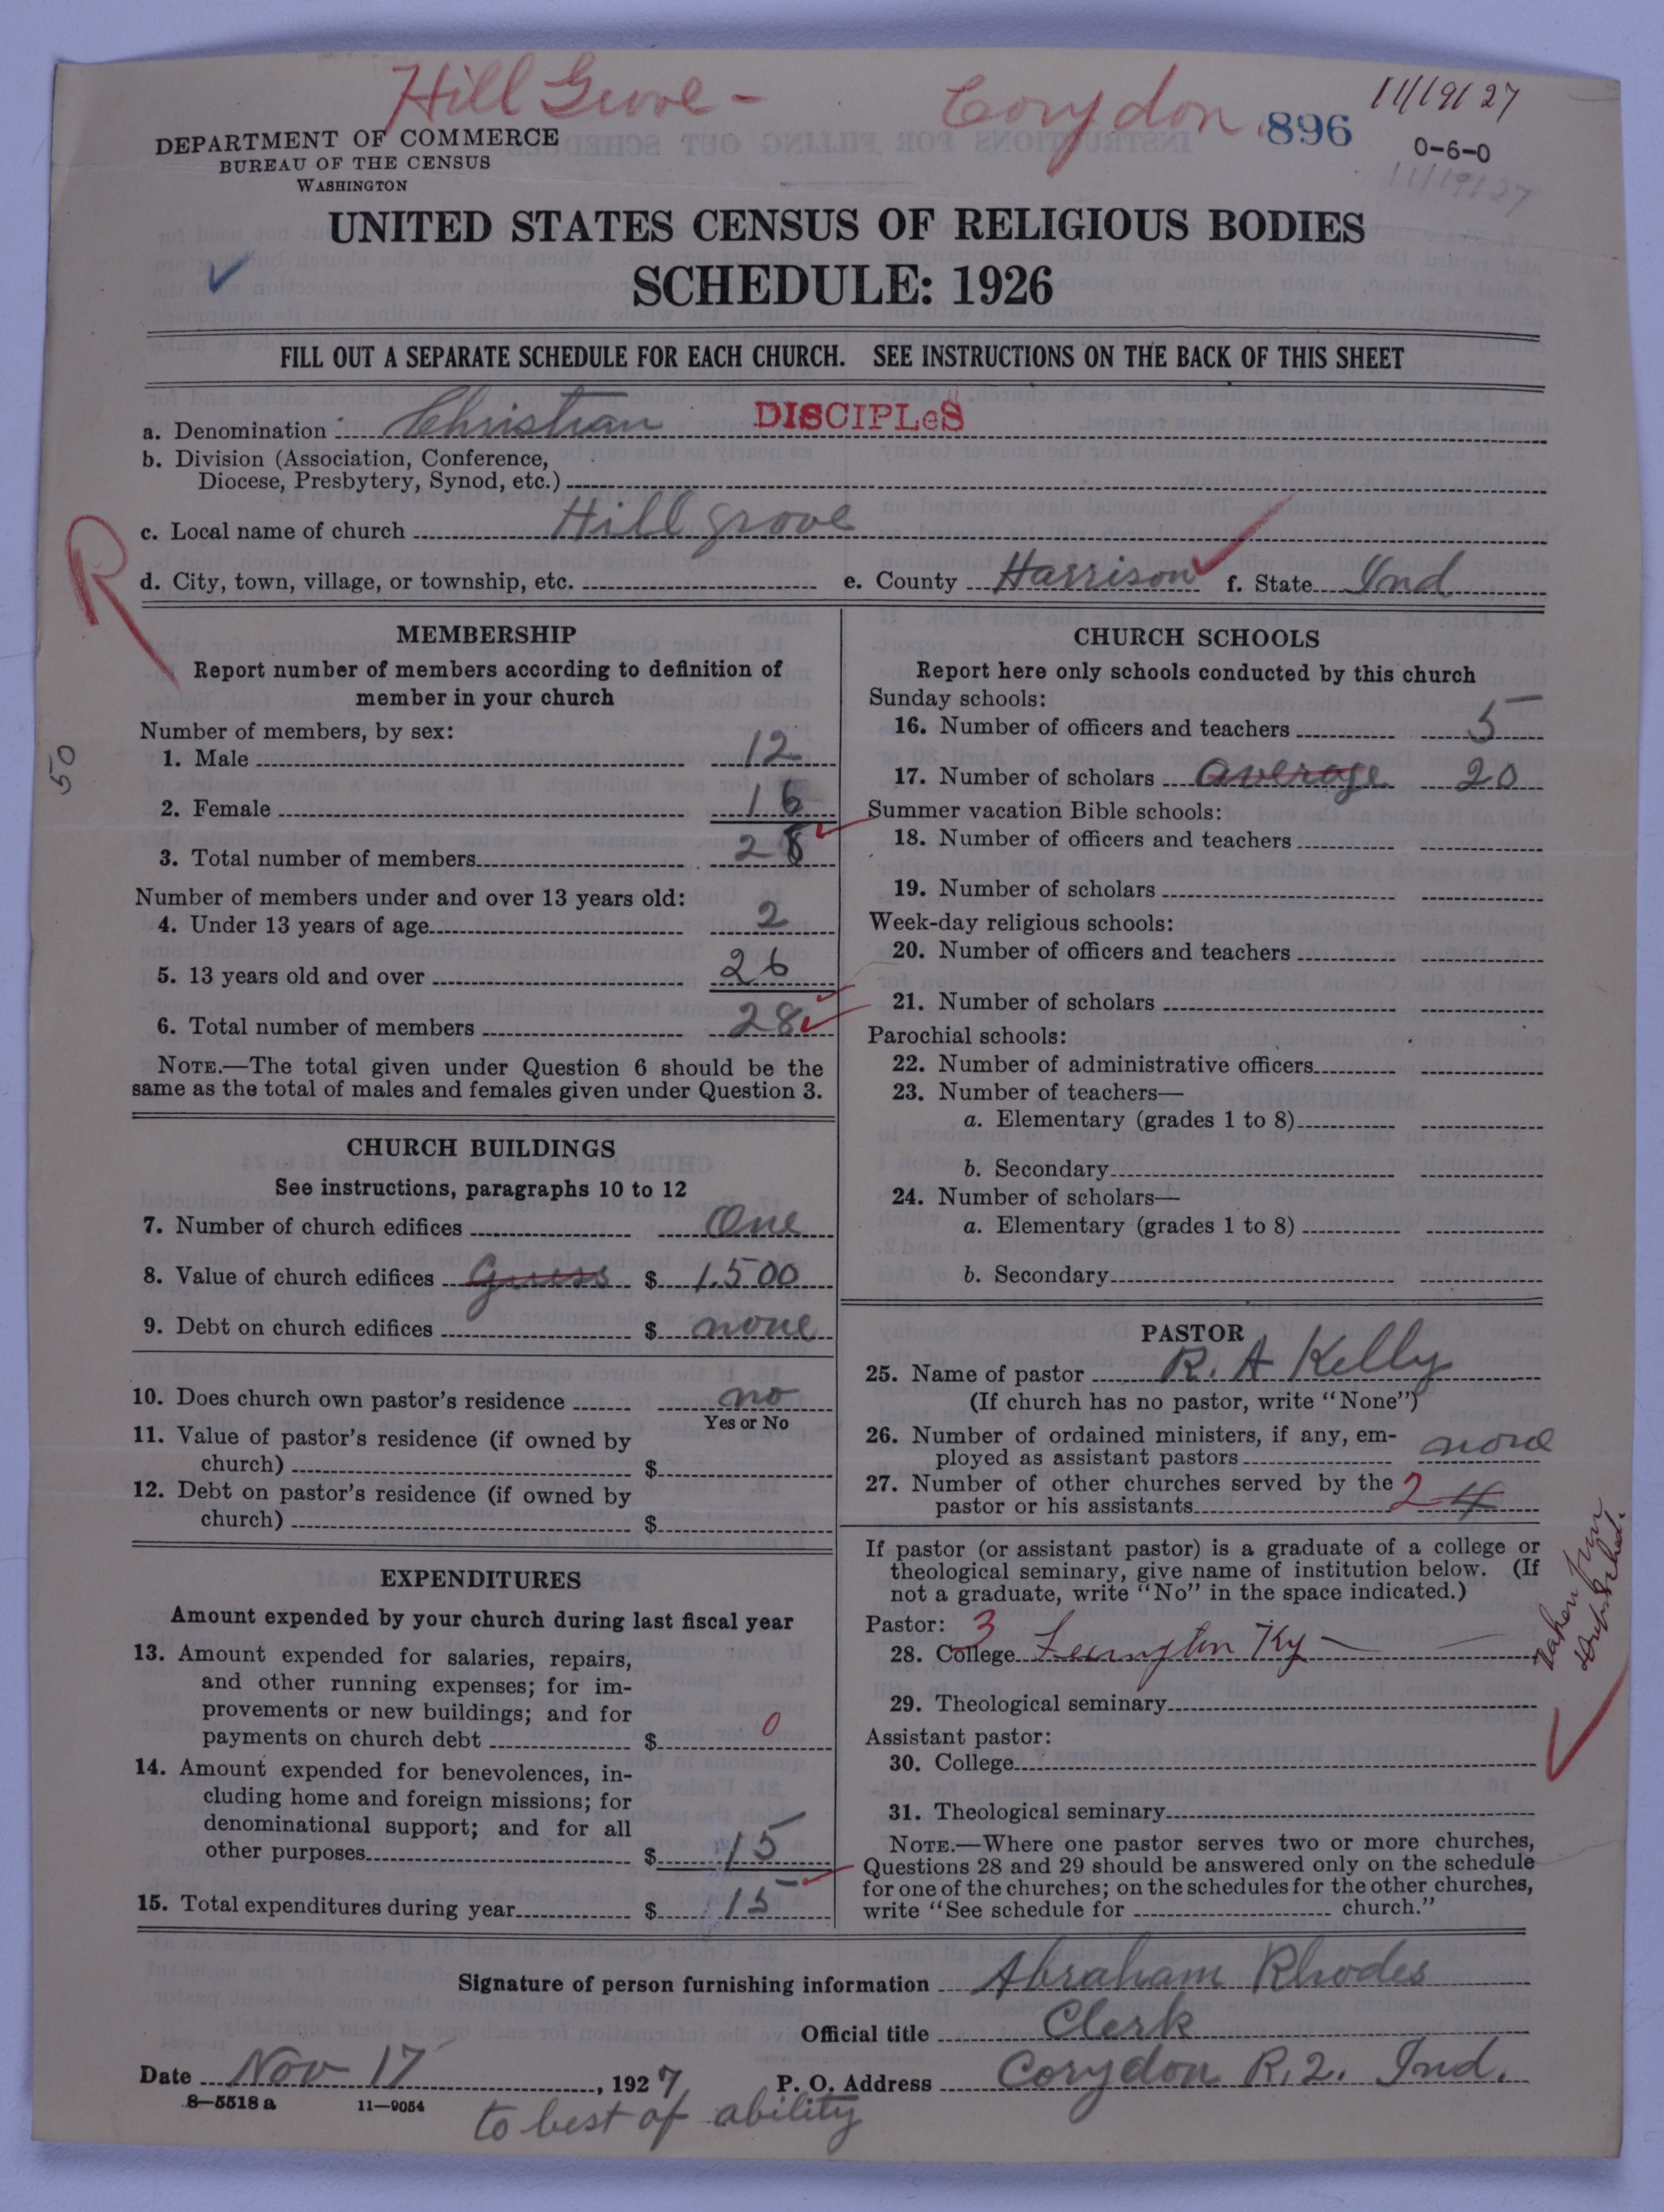 Hill Grove - Corydon 896 11/19/27
DEPARTMENT OF COMMERCE
BUREAU OF THE CENSUS
WASHINGTON
0-6-0
11/19/27
UNITED STATES CENSUS OF RELIGIOUS BODIES
SCHEDULE: 1926
FILL OUT A SEPARATE SCHEDULE FOR EACH CHURCH. SEE INSTRUCTIONS ON THE BACK OF THIS SHEET
a. Denomination Christian DISCIPLeS
b. Division (Association, Conference,
Diocese, Presbytery, Synod, etc.)
c. Local name of church Hill grove
R
d. City, town, village, or township, etc. e. County Harrison f. State Ind
MEMBERSHIP
Report number of members according to definition of
member in your church
Number of members, by sex:
1. Male 12
50
2. Female 16
3. Total number of members 28
Number of members under and over 13 years old:
4. Under 13 years of age 2
5. 13 years old and over 26
6. Total number of members 28
NOTE.—The total given under Question 6 should be the
same as the total of males and females given under Question 3.
CHURCH BUILDINGS
See instructions, paragraphs 10 to 12
7. Number of church edifices One
8. Value of church edifices Guess $ 1.500
9. Debt on church edifices $ none
10. Does church own pastor's residence no
Yes or No
11. Value of pastor's residence (if owned by
church) $
12. Debt on pastor's residence (if owned by
church) $
EXPENDITURES
Amount expended by your church during last fiscal year
13. Amount expended for salaries, repairs,
and other running expenses; for im-
provements or new buildings; and for
payments on church debt $ 0
14. Amount expended for benevolences, in-
cluding home and foreign missions; for
denominational support; and for all
other purposes $ 15
15. Total expenditures during year $ 15
CHURCH SCHOOLS
Report here only schools conducted by this church
Sunday schools:
16. Number of officers and teachers 5
17. Number of scholars average 20
Summer vacation Bible schools:
18. Number of officers and teachers
19. Number of scholars
Week-day religious schools:
20. Number of officers and teachers
21. Number of scholars
Parochial schools:
22. Number of administrative officers
23. Number of teachers—
a. Elementary (grades 1 to 8)
b. Secondary
24. Number of scholars—
a. Elementary (grades 1 to 8)
b. Secondary
PASTOR
25. Name of pastor R. A Kelly
(If church has no pastor, write "None")
26. Number of ordained ministers, if any, em-
ployed as assistant pastors none
27. Number of other churches served by the
pastor or his assistants 2 4
If pastor (or assistant pastor) is a graduate of a college or
theological seminary, give name of institution below. (If
not a graduate, write "No" in the space indicated.)
Pastor: 3
28. College Lexington Ky
29. Theological seminary
Assistant pastor:
30. College
31. Theological seminary
NOTE.—Where one pastor serves two or more churches,
Questions 28 and 29 should be answered only on the schedule
for one of the churches; on the schedules for the other churches,
write "See schedule for church."
Taken from
Signature of person furnishing information Abraham Rhodes
Official title Clerk
Date Nov 17, 1927 P. O. Address Corydon R. 2. Ind.
8—5518 a 11—9054
to best of ability